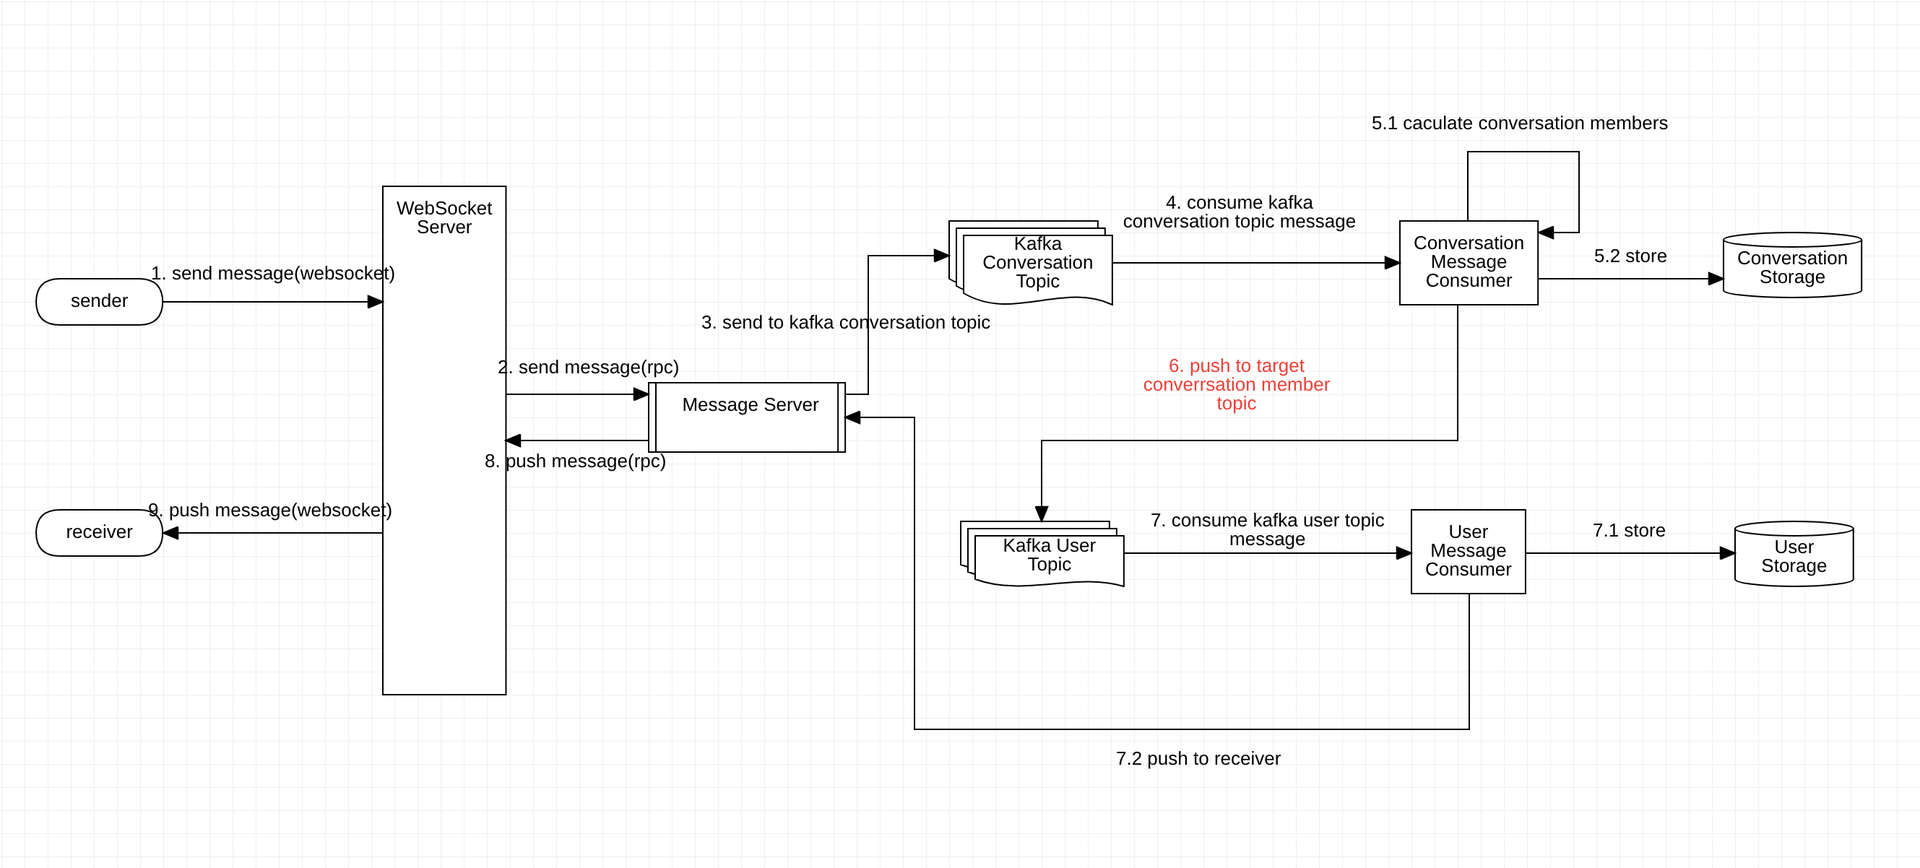 5.1 caculate conversation members
4. consume kafka
conversation topic message
WebSocket
Server
Kafka
Conversation
Topic
Conversation
Message
Consumer
5.2 store
Conversation
Storage
1. send message(websocket)
sender
3. send to kafka conversation topic
2. send message(rpc)
Message Server
6. push to target
converrsation member
topic
8. push message(rpc)
9. push message(websocket)
receiver
Kafka User
Topic
7. consume kafka user topic
message
User
Message
Consumer
7.1 store
User
Storage
7.2 push to receiver